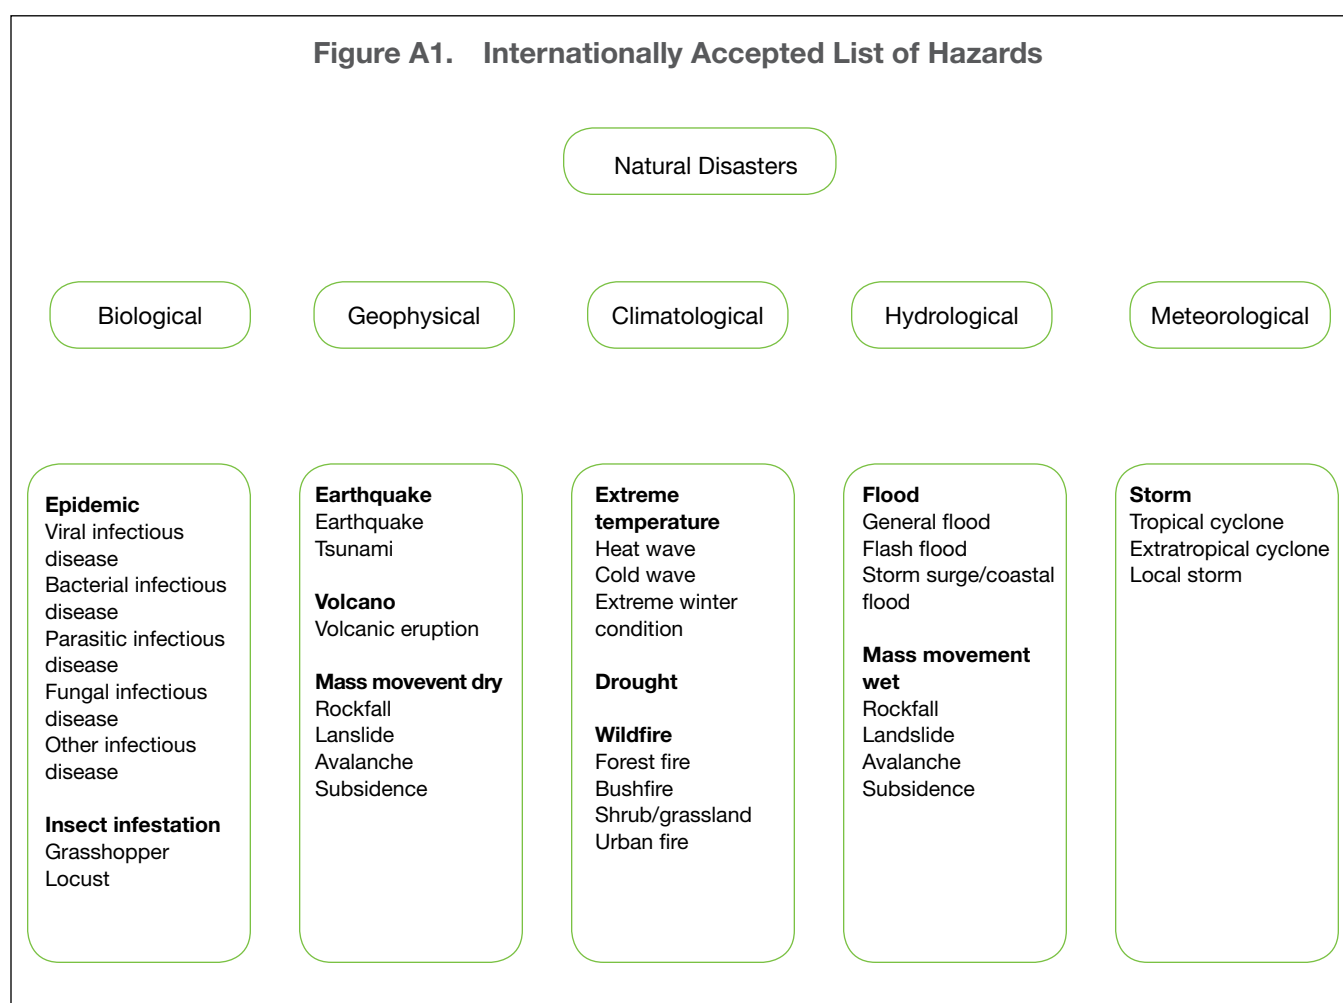 Figure A1. Internationally Accepted List of Hazards
Natural Disasters
Biological
Geophysical
Climatological
Hydrological
Meteorological
Epidemic
Viral infectious
disease
Bacterial infectious
disease
Parasitic infectious
disease
Fungal infectious
disease
Other infectious
disease
Insect infestation
Grasshopper
Locust
Earthquake
Earthquake
Tsunami
Volcano
Volcanic eruption
Mass movevent dry
Rockfall
Lanslide
Avalanche
Subsidence
Extreme
temperature
Heat wave
Cold wave
Extreme winter
condition
Drought
Wildfire
Forest fire
Bushfire
Shrub/grassland
Urban fire
Flood
General flood
Flash flood
Storm surge/coastal
flood
Mass movement
wet
Rockfall
Landslide
Avalanche
Subsidence
Storm
Tropical cyclone
Extratropical cyclone
Local storm